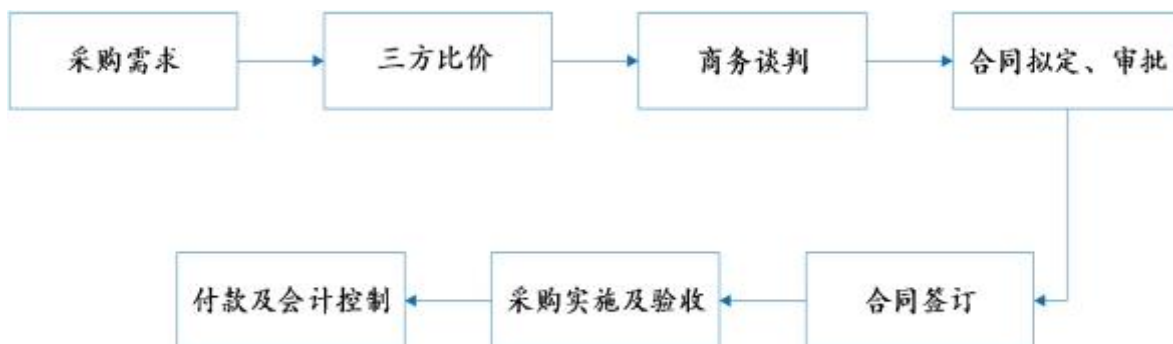 采购需求
三方比价
商务谈判
合同拟定、审批
付款及会计控制
采购实施及验收
合同签订